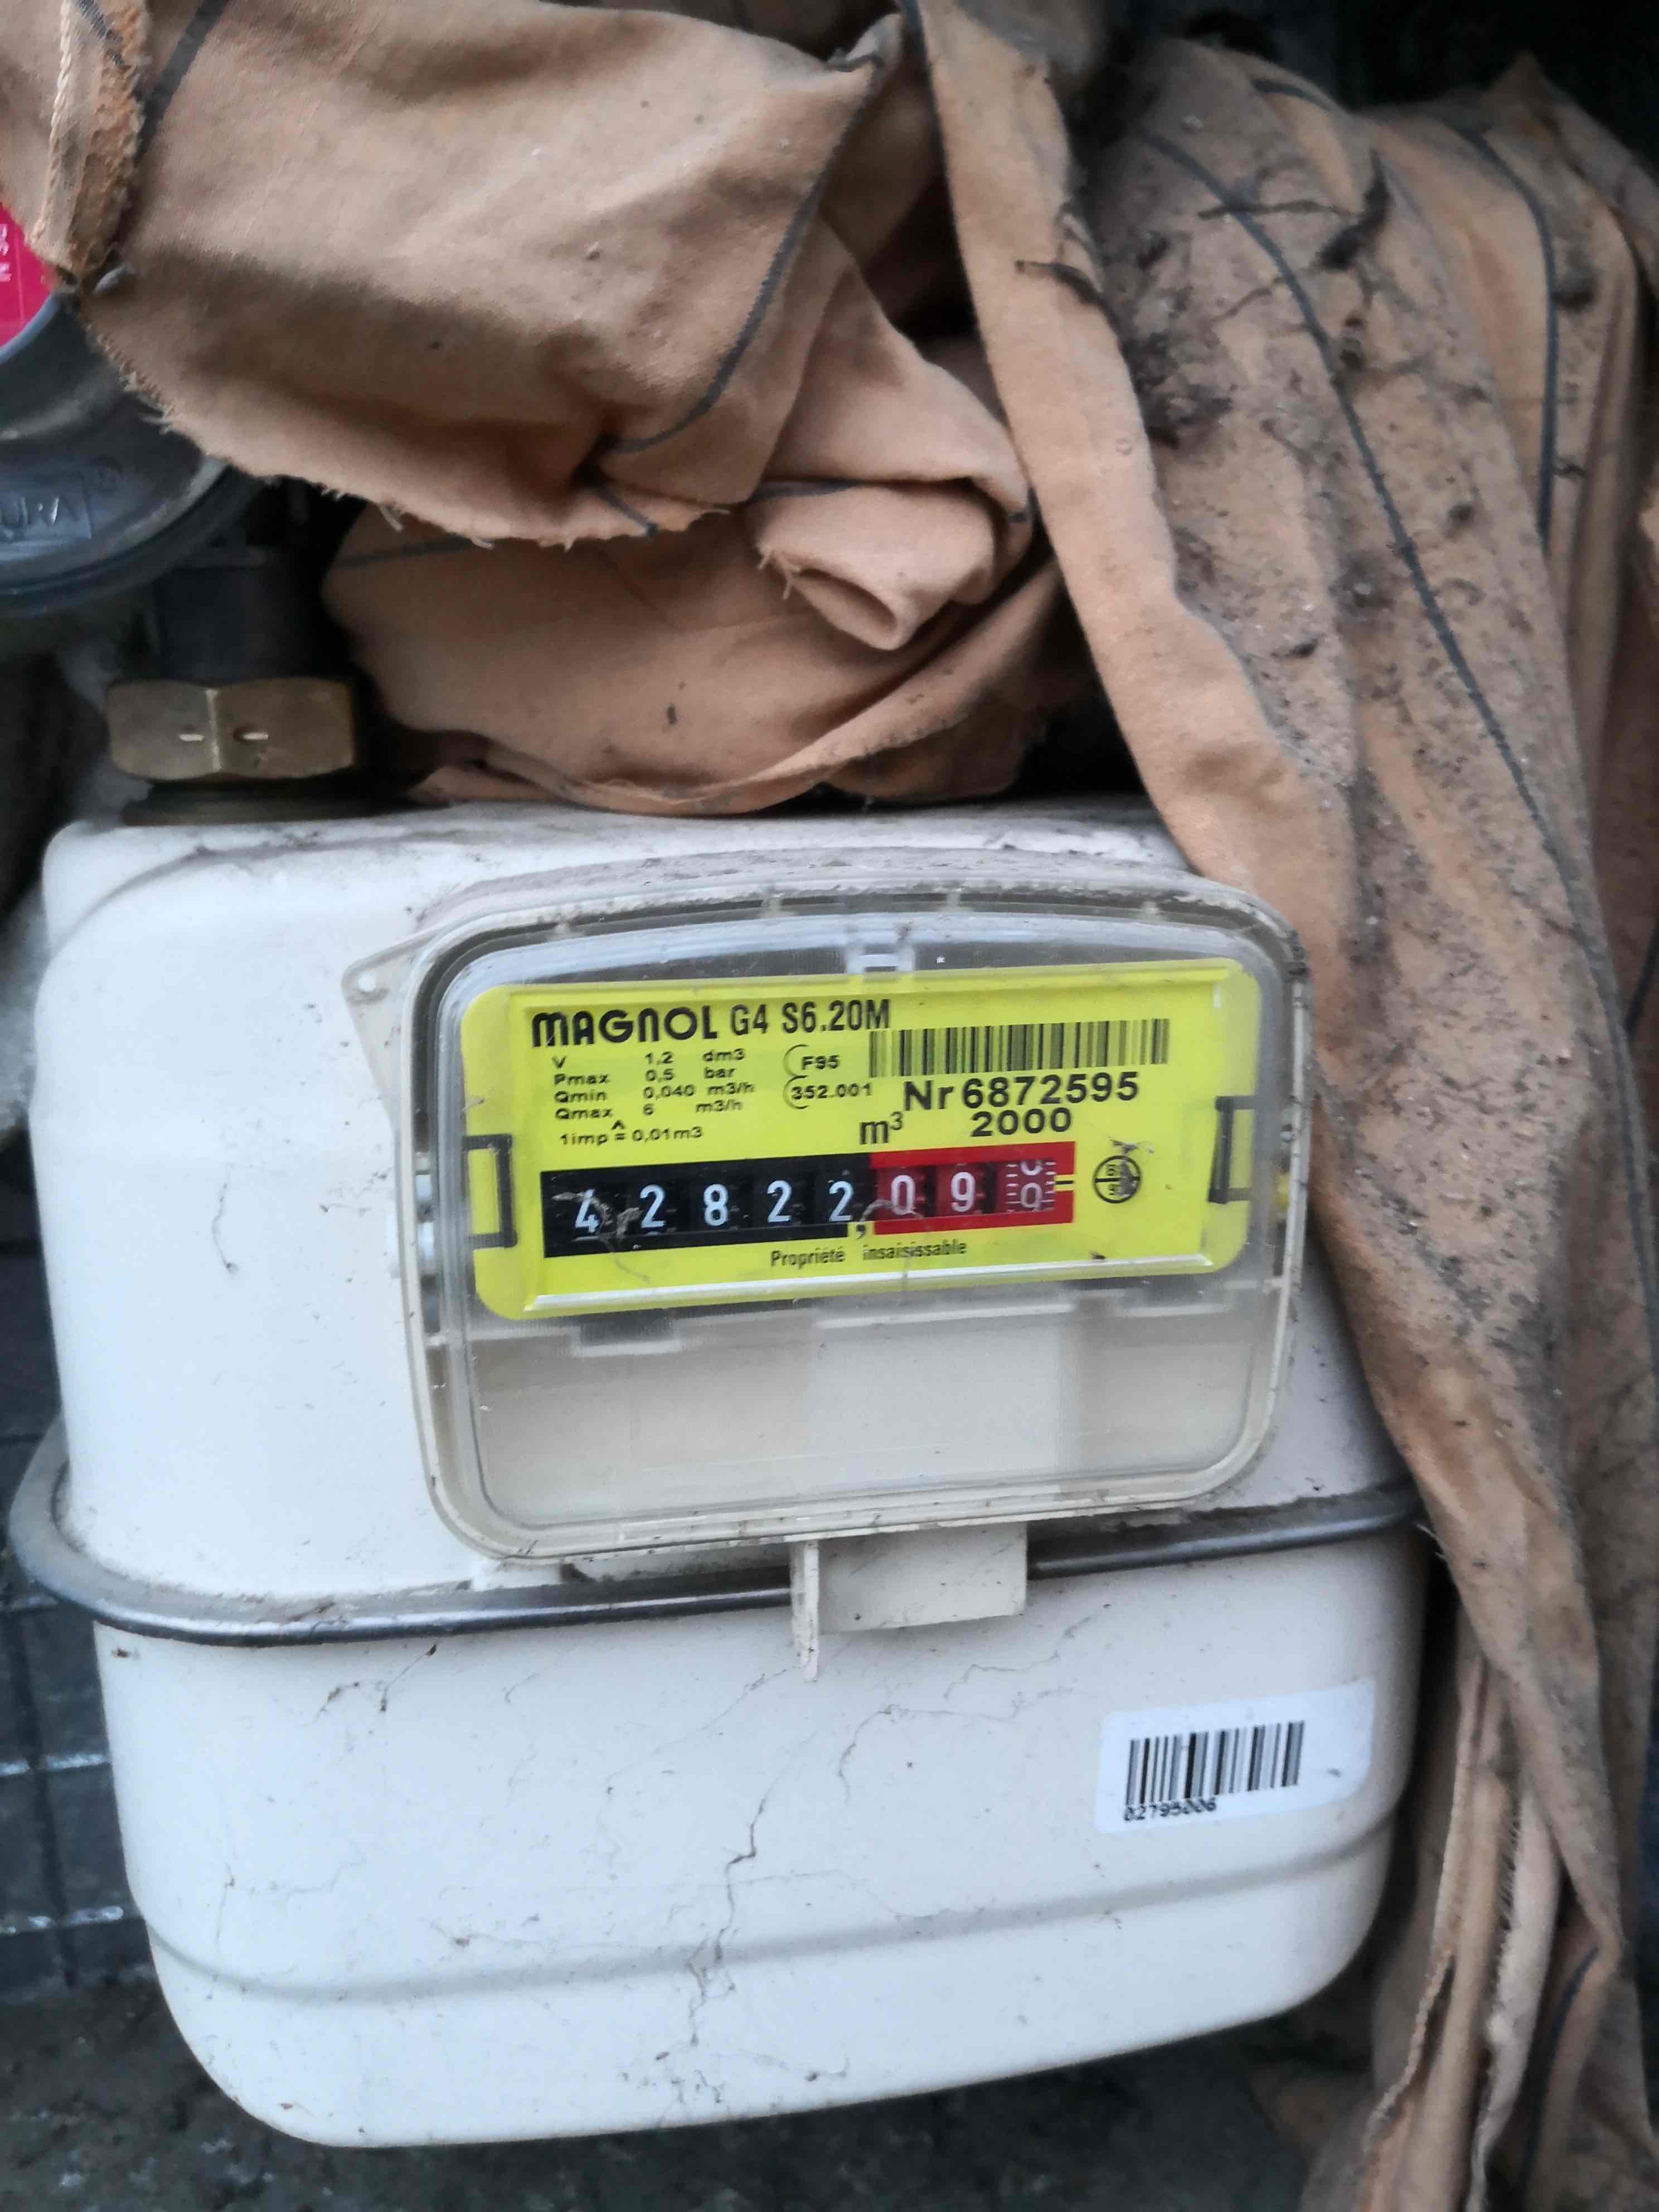 MAGNOL G4 S6.20M
V 1,2 dm3
Pmax 0,5 bar
Qmin 0,040 m3/h
Qmax 6 m3/h
1imp ≙ 0,01m3
F95
352.001
Nr 6872595
m³ 2000
42822,09
Propriété insaisissable
02795006